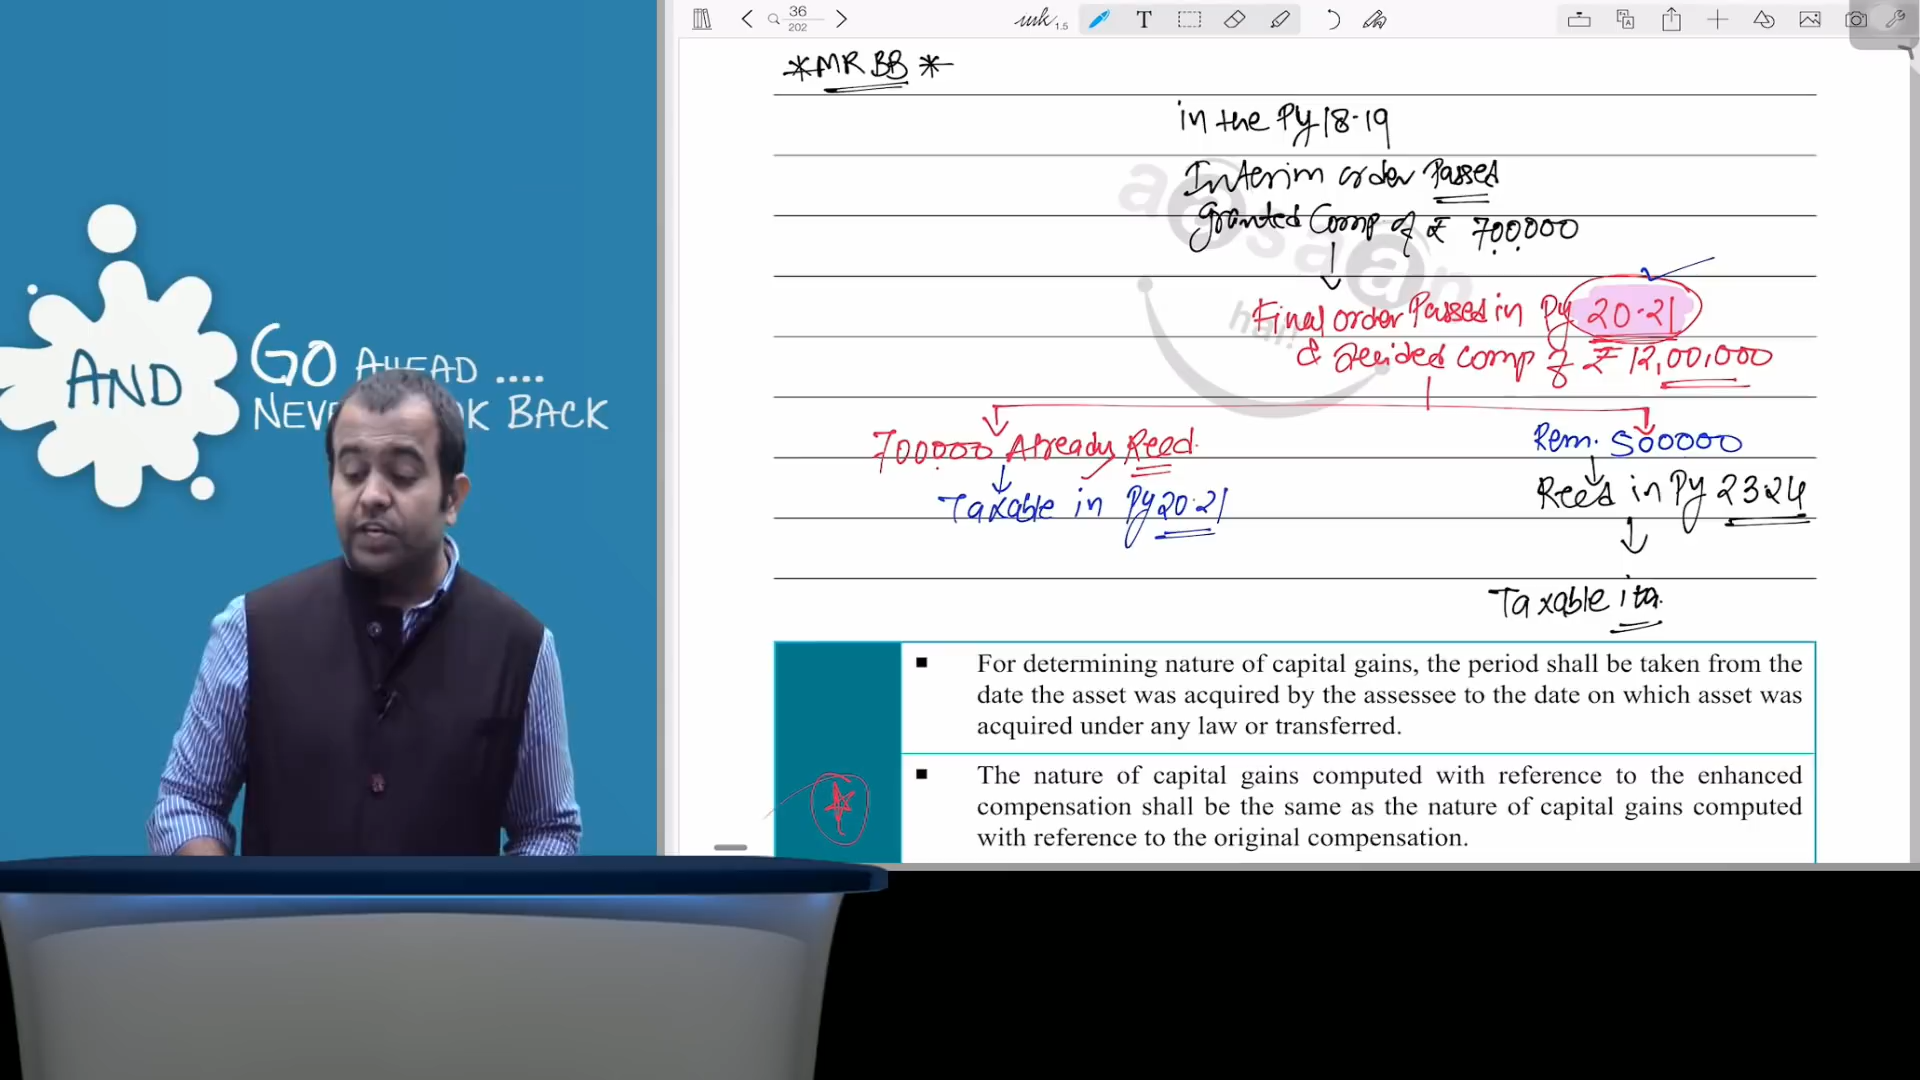 36
202
ink 1.5
T
*MR BB*
in the Py 18-19
Interim order Passed
granted Comp of ₹ 700000
Final order Passed in Py 20-21
& decided comp of ₹ 12,00,000
700000 Already Recd.
Rem. 500000
Taxable in Py 20-21
Recd in Py 23-24
Taxable
AND
GO AHEAD ....
BACK
aasaan
hai!
■ For determining nature of capital gains, the period shall be taken from the
date the asset was acquired by the assessee to the date on which asset was
acquired under any law or transferred.
■ The nature of capital gains computed with reference to the enhanced
compensation shall be the same as the nature of capital gains computed
with reference to the original compensation.